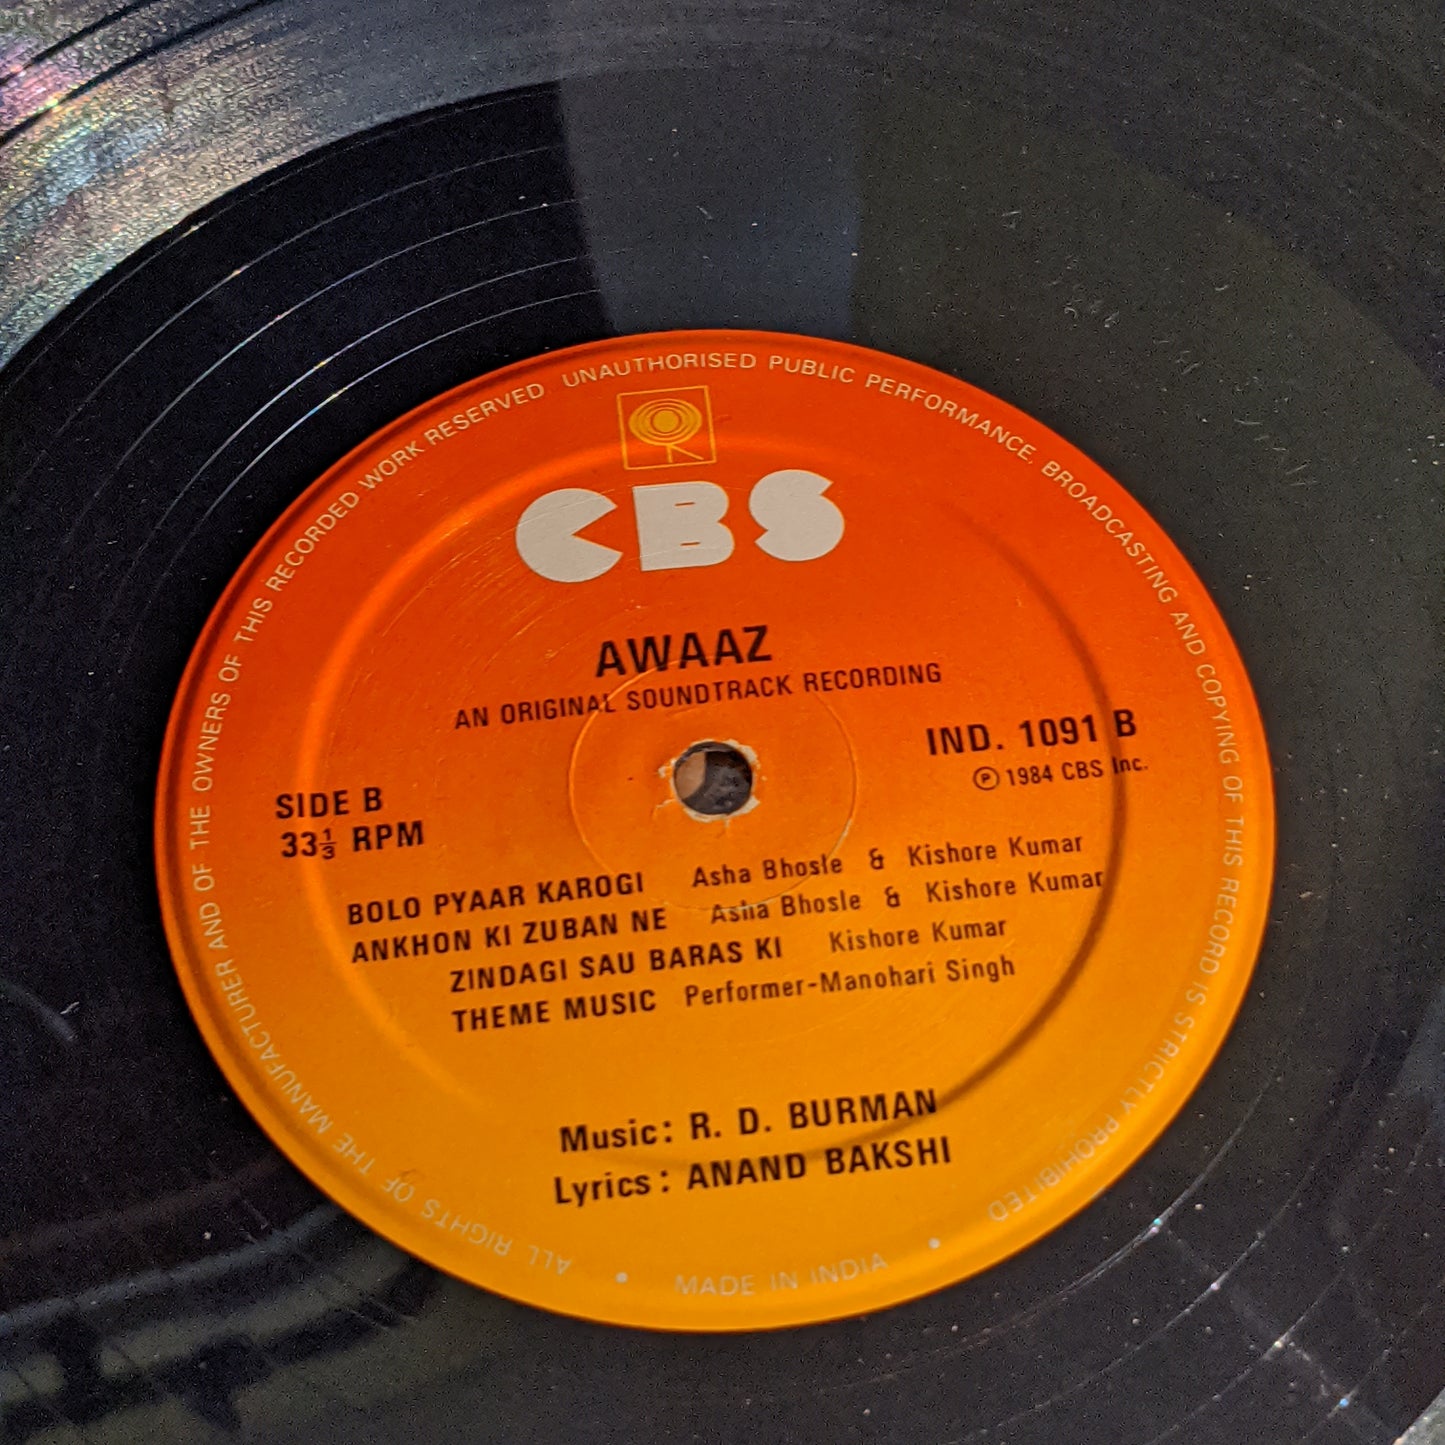 ALL RIGHTS OF THE MANUFACTURER AND OF THE OWNERS OF THIS RECORDED WORK RESERVED. UNAUTHORISED PUBLIC PERFORMANCE, BROADCASTING AND COPYING OF THIS RECORD IS STRICTLY PROHIBITED
CBS
AWAAZ
AN ORIGINAL SOUNDTRACK RECORDING
IND. 1091 B
℗ 1984 CBS Inc.
SIDE B
33⅓ RPM
BOLO PYAAR KAROGI Asha Bhosle & Kishore Kumar
ANKHON KI ZUBAN NE Asha Bhosle & Kishore Kumar
ZINDAGI SAU BARAS KI Kishore Kumar
THEME MUSIC Performer-Manohari Singh
Music: R. D. BURMAN
Lyrics: ANAND BAKSHI
• MADE IN INDIA •